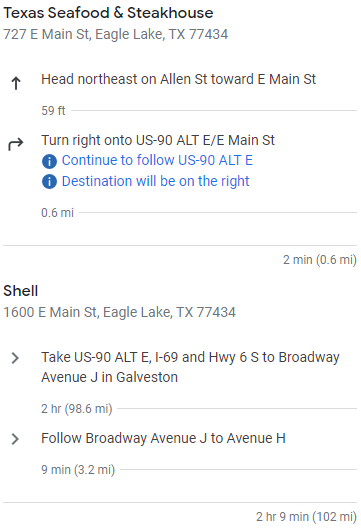 Texas Seafood & Steakhouse
727 E Main St, Eagle Lake, TX 77434
Head northeast on Allen St toward E Main St
59 ft
Turn right onto US-90 ALT E/E Main St
Continue to follow US-90 ALT E
Destination will be on the right
0.6 mi
2 min (0.6 mi)
Shell
1600 E Main St, Eagle Lake, TX 77434
Take US-90 ALT E, I-69 and Hwy 6 S to Broadway
Avenue J in Galveston
2 hr (98.6 mi)
Follow Broadway Avenue J to Avenue H
9 min (3.2 mi)
2 hr 9 min (102 mi)